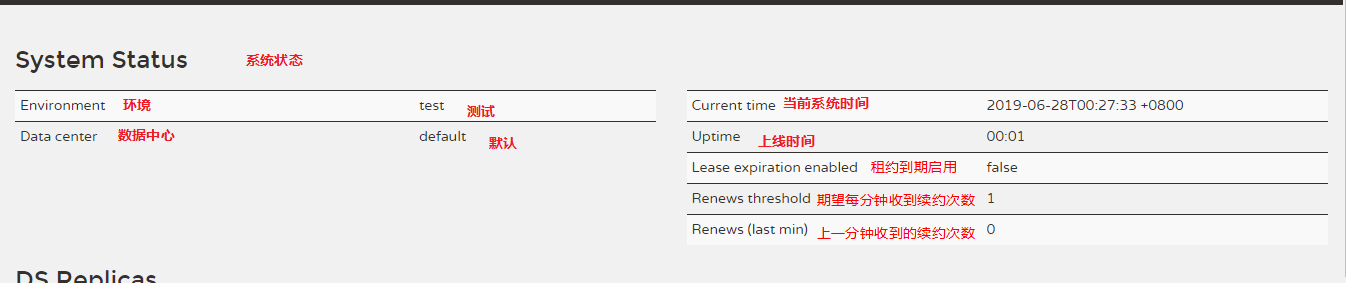 System Status 系统状态
Environment 环境 test 测试
Data center 数据中心 default 默认
Current time 当前系统时间 2019-06-28T00:27:33 +0800
Uptime 上线时间 00:01
Lease expiration enabled 租约到期启用 false
Renews threshold 期望每分钟收到续约次数 1
Renews (last min) 上一分钟收到的续约次数 0
DS Replicas